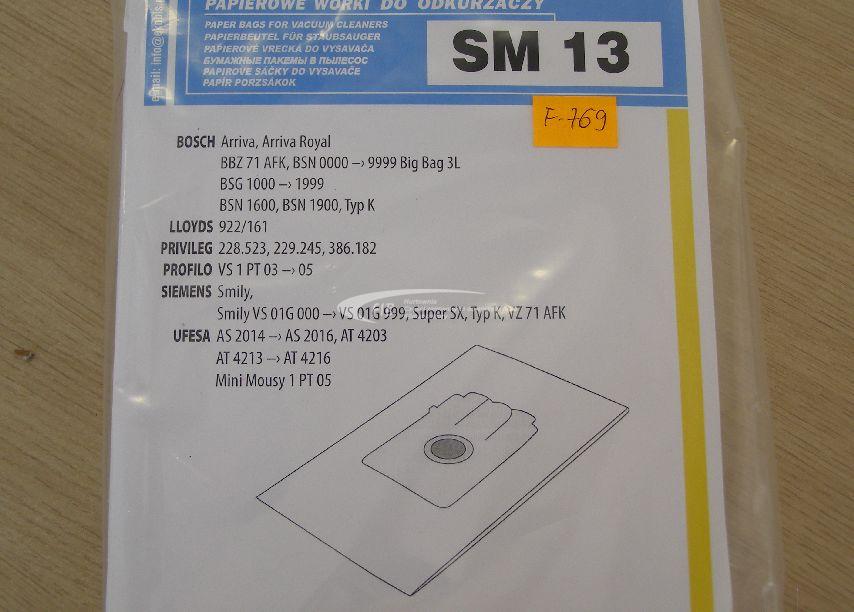 PAPIEROWE WORKI DO ODKURZACZY
PAPER BAGS FOR VACUUM CLEANERS
PAPIERBEUTEL FÜR STAUBSAUGER
PAPIEROVÉ VRECKÁ DO VYSAVAČA
БУМАЖНЫЕ ПАКЕМЫ В ПЫЛЕСОС
PAPÍROVE SÁČKY DO VYSAVAČE
PAPÍR PORZSÁKOK
SM 13
F-769
BOSCH Arriva, Arriva Royal
BBZ 71 AFK, BSN 0000 –› 9999 Big Bag 3L
BSG 1000 –› 1999
BSN 1600, BSN 1900, Typ K
LLOYDS 922/161
PRIVILEG 228.523, 229.245, 386.182
PROFILO VS 1 PT 03 –› 05
SIEMENS Smily,
Smily VS 01G 000 –› VS 01G 999, Super SX, Typ K, VZ 71 AFK
UFESA AS 2014 –› AS 2016, AT 4203
AT 4213 –› AT 4216
Mini Mousy 1 PT 05
Hurtownia